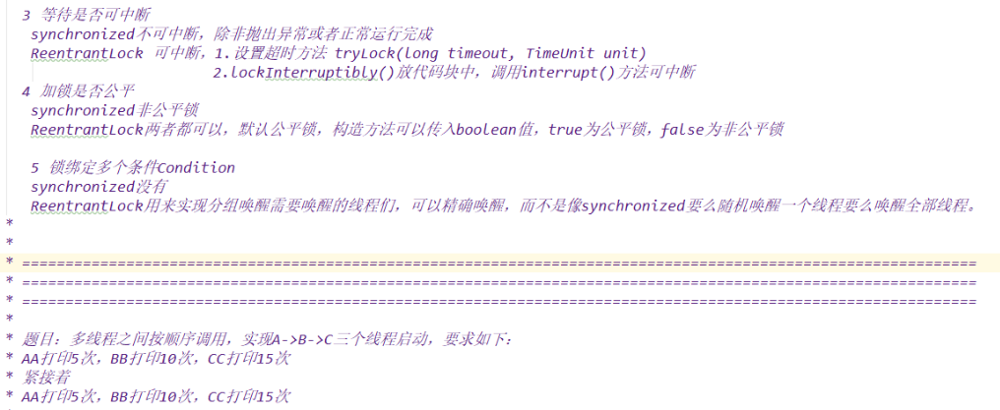 3 等待是否可中断
synchronized不可中断，除非抛出异常或者正常运行完成
ReentrantLock 可中断，1.设置超时方法 tryLock(long timeout, TimeUnit unit)
2.lockInterruptibly()放代码块中，调用interrupt()方法可中断
4 加锁是否公平
synchronized非公平锁
ReentrantLock两者都可以，默认公平锁，构造方法可以传入boolean值，true为公平锁，false为非公平锁
5 锁绑定多个条件Condition
synchronized没有
ReentrantLock用来实现分组唤醒需要唤醒的线程们，可以精确唤醒，而不是像synchronized要么随机唤醒一个线程要么唤醒全部线程。
*
*
* ==============================================================================================================
* ==============================================================================================================
* ==============================================================================================================
*
* 题目：多线程之间按顺序调用，实现A->B->C三个线程启动，要求如下：
* AA打印5次，BB打印10次，CC打印15次
* 紧接着
* AA打印5次，BB打印10次，CC打印15次